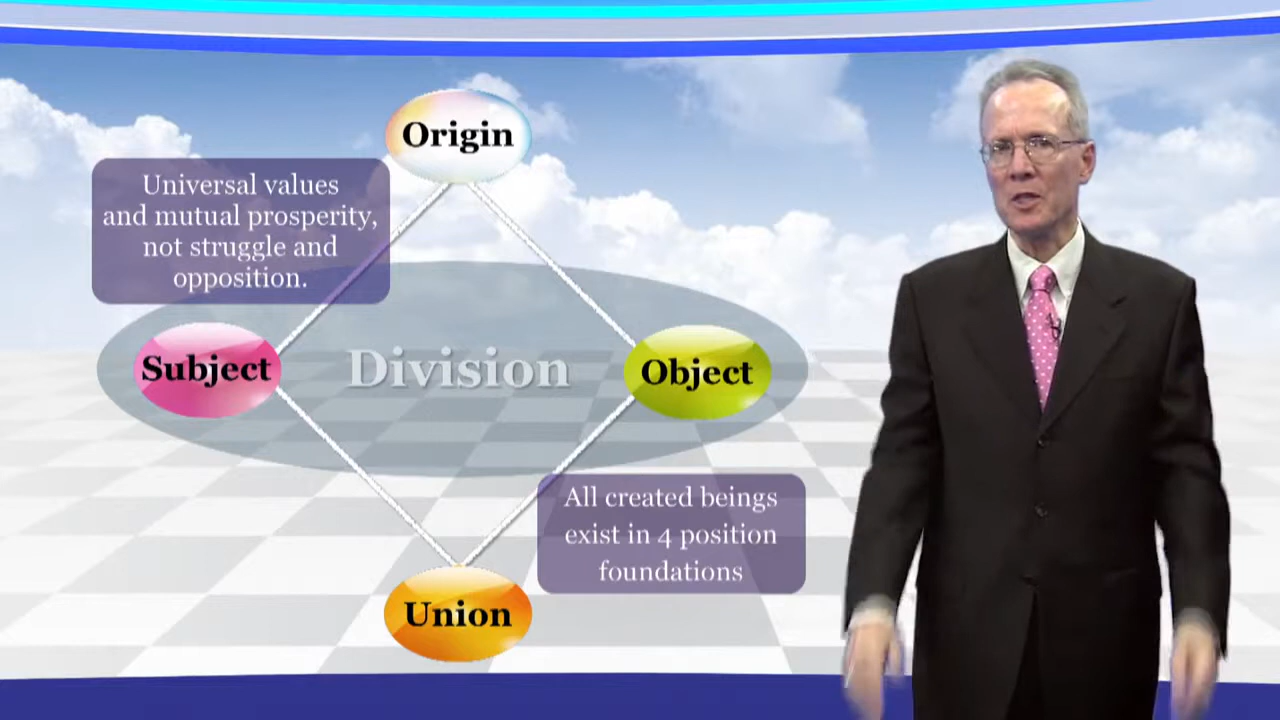 Origin
Universal values
and mutual prosperity,
not struggle and
opposition.
Subject
Division
Object
All created beings
exist in 4 position
foundations
Union